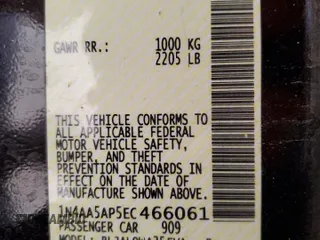 GAWR RR.: 1000 KG
2205 LB
THIS VEHICLE CONFORMS TO
ALL APPLICABLE FEDERAL
MOTOR VEHICLE SAFETY,
BUMPER, AND THEFT
PREVENTION STANDARDS IN
EFFECT ON THE DATE OF
MANUFACTURE SHOWN ABOVE.
1N4AA5AP5EC466061
PASSENGER CAR 909
MODEL: